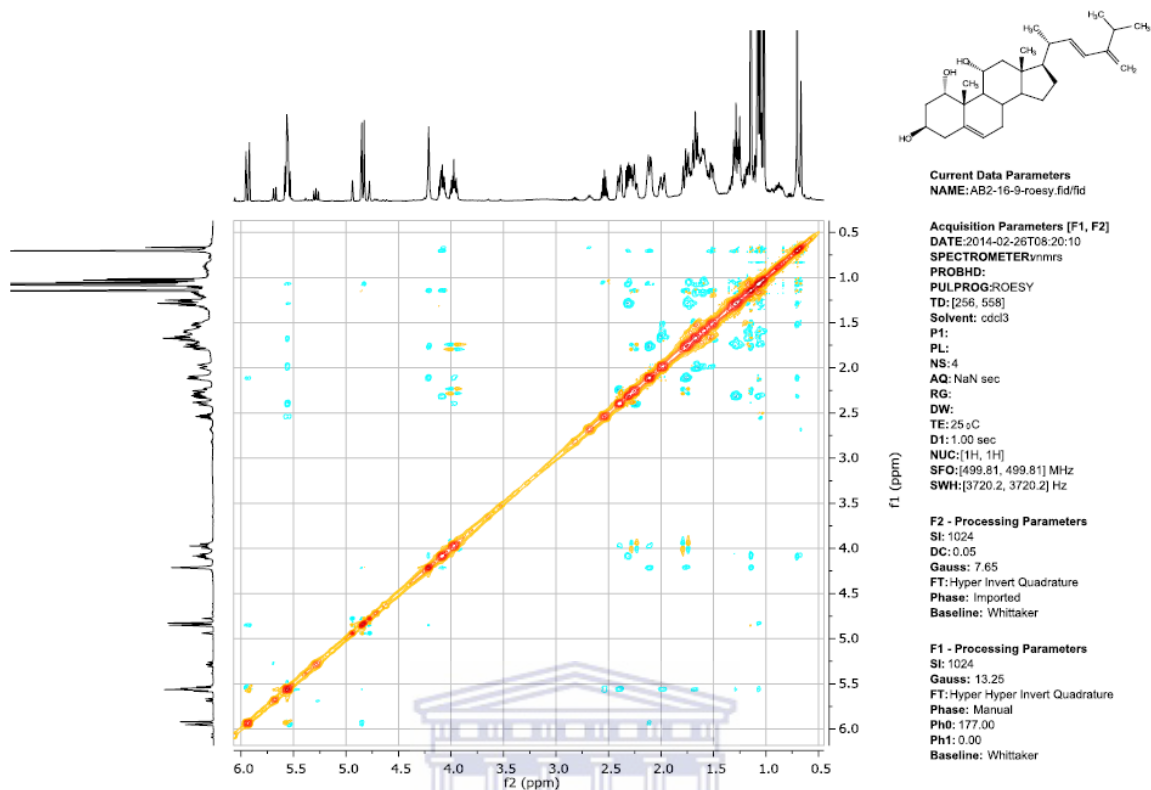 H₃C
CH₃
H₃C
CH₃
CH₂
HO
OH
CH₃
HO
Current Data Parameters
NAME:AB2-16-9-roesy.fid/fid
Acquisition Parameters [F1, F2]
DATE:2014-02-26T08:20:10
SPECTROMETER:vnmrs
PROBHD:
PULPROG:ROESY
TD:[256, 558]
Solvent: cdcl3
P1:
PL:
NS:4
AQ: NaN sec
RG:
DW:
TE:25 ₀C
D1:1.00 sec
NUC:[1H, 1H]
SFO:[499.81, 499.81] MHz
SWH:[3720.2, 3720.2] Hz
F2 - Processing Parameters
SI: 1024
DC:0.05
Gauss: 7.65
FT:Hyper Invert Quadrature
Phase: Imported
Baseline: Whittaker
F1 - Processing Parameters
SI: 1024
Gauss: 13.25
FT:Hyper Hyper Invert Quadrature
Phase: Manual
Ph0: 177.00
Ph1: 0.00
Baseline: Whittaker
0.5
1.0
1.5
2.0
2.5
3.0
3.5
4.0
4.5
5.0
5.5
6.0
f1 (ppm)
6.0 5.5 5.0 4.5 4.0 3.5 3.0 2.5 2.0 1.5 1.0 0.5
f2 (ppm)